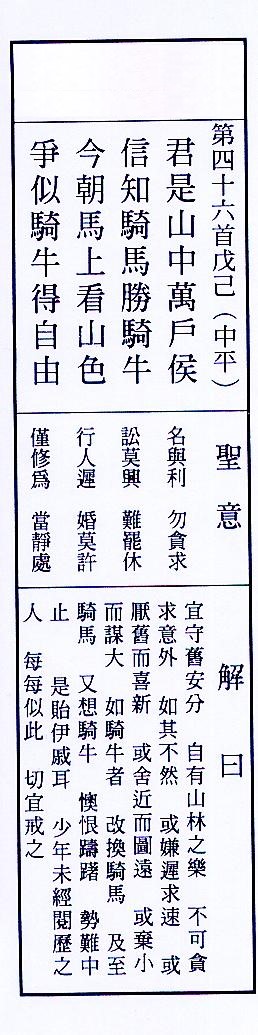 第四十六首戊己（中平）
君是山中萬戶侯
信知騎馬勝騎牛
今朝馬上看山色
爭似騎牛得自由
聖意
名與利　勿貪求
訟莫興　難罷休
行人遲　婚莫許
僅修為　當靜處
解曰
宜守舊安分　自有山林之樂　不可貪
求意外　如其不然　或嫌遲求速　或
厭舊而喜新　或舍近而圖遠　或棄小
而謀大　如騎牛者　改換騎馬　及至
騎馬　又想騎牛　懊恨躊躇　勢難中
止　是貽伊戚耳　少年未經閱歷之
人　每每似此　切宜戒之